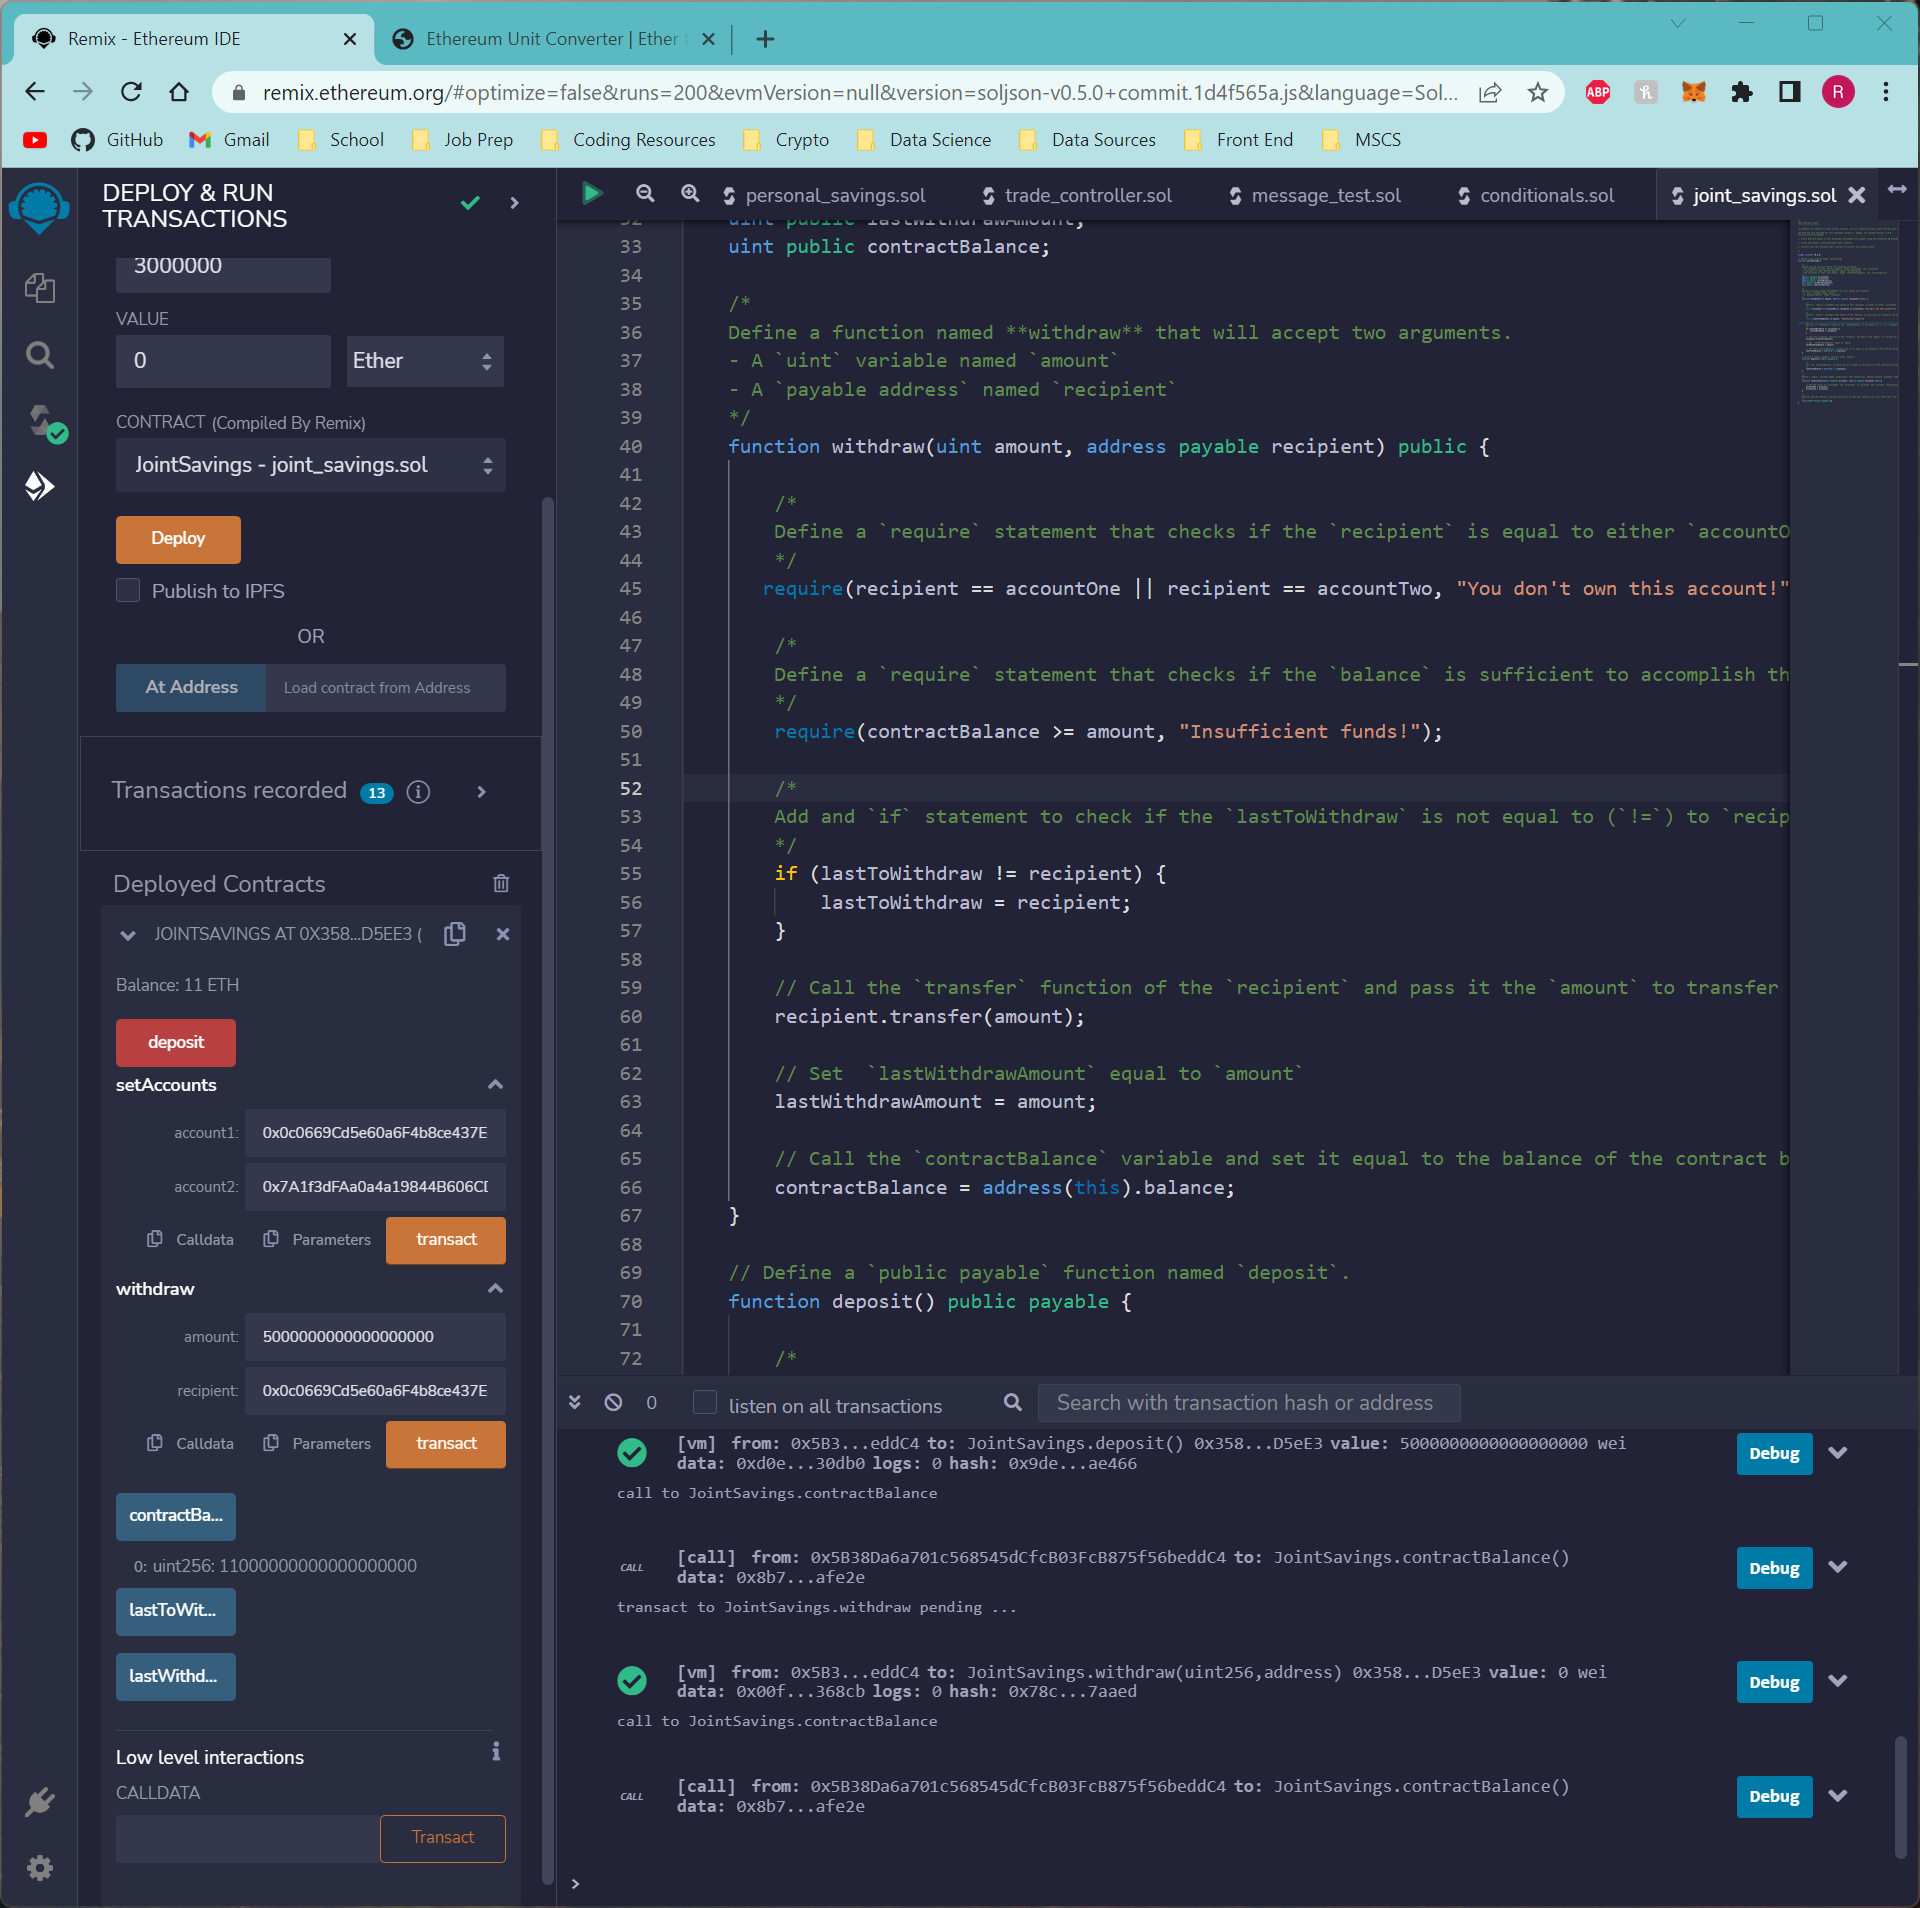 Remix - Ethereum IDE
Ethereum Unit Converter | Ether
remix.ethereum.org/#optimize=false&runs=200&evmVersion=null&version=soljson-v0.5.0+commit.1d4f565a.js&language=Sol...
ABP
R
GitHub
Gmail
School
Job Prep
Coding Resources
Crypto
Data Science
Data Sources
Front End
MSCS
DEPLOY & RUN
TRANSACTIONS
3000000
VALUE
0
Ether
CONTRACT (Compiled By Remix)
JointSavings - joint_savings.sol
Deploy
Publish to IPFS
OR
At Address
Load contract from Address
Transactions recorded 13
Deployed Contracts
JOINTSAVINGS AT 0X358...D5EE3 (
Balance: 11 ETH
deposit
setAccounts
account1: 0x0c0669Cd5e60a6F4b8ce437E
account2: 0x7A1f3dFAa0a4a19844B606CD
Calldata Parameters transact
withdraw
amount: 5000000000000000000
recipient: 0x0c0669Cd5e60a6F4b8ce437E
Calldata Parameters transact
contractBa...
0: uint256: 11000000000000000000
lastToWit...
lastWithd...
Low level interactions
CALLDATA
Transact
personal_savings.sol
trade_controller.sol
message_test.sol
conditionals.sol
joint_savings.sol
32 uint public lastWithdrawAmount;
33 uint public contractBalance;
34
35 /*
36 Define a function named **withdraw** that will accept two arguments.
37 - A `uint` variable named `amount`
38 - A `payable address` named `recipient`
39 */
40 function withdraw(uint amount, address payable recipient) public {
41
42 /*
43 Define a `require` statement that checks if the `recipient` is equal to either `accountO
44 */
45 require(recipient == accountOne || recipient == accountTwo, "You don't own this account!"
46
47 /*
48 Define a `require` statement that checks if the `balance` is sufficient to accomplish th
49 */
50 require(contractBalance >= amount, "Insufficient funds!");
51
52 /*
53 Add and `if` statement to check if the `lastToWithdraw` is not equal to (`!=`) to `recip
54 */
55 if (lastToWithdraw != recipient) {
56 lastToWithdraw = recipient;
57 }
58
59 // Call the `transfer` function of the `recipient` and pass it the `amount` to transfer
60 recipient.transfer(amount);
61
62 // Set  `lastWithdrawAmount` equal to `amount`
63 lastWithdrawAmount = amount;
64
65 // Call the `contractBalance` variable and set it equal to the balance of the contract b
66 contractBalance = address(this).balance;
67 }
68
69 // Define a `public payable` function named `deposit`.
70 function deposit() public payable {
71
72 /*
0
listen on all transactions
Search with transaction hash or address
[vm] from: 0x5B3...eddC4 to: JointSavings.deposit() 0x358...D5eE3 value: 5000000000000000000 wei
data: 0xd0e...30db0 logs: 0 hash: 0x9de...ae466
Debug
call to JointSavings.contractBalance
CALL [call] from: 0x5B38Da6a701c568545dCfcB03FcB875f56beddC4 to: JointSavings.contractBalance()
data: 0x8b7...afe2e
Debug
transact to JointSavings.withdraw pending ...
[vm] from: 0x5B3...eddC4 to: JointSavings.withdraw(uint256,address) 0x358...D5eE3 value: 0 wei
data: 0x00f...368cb logs: 0 hash: 0x78c...7aaed
Debug
call to JointSavings.contractBalance
CALL [call] from: 0x5B38Da6a701c568545dCfcB03FcB875f56beddC4 to: JointSavings.contractBalance()
data: 0x8b7...afe2e
Debug
>